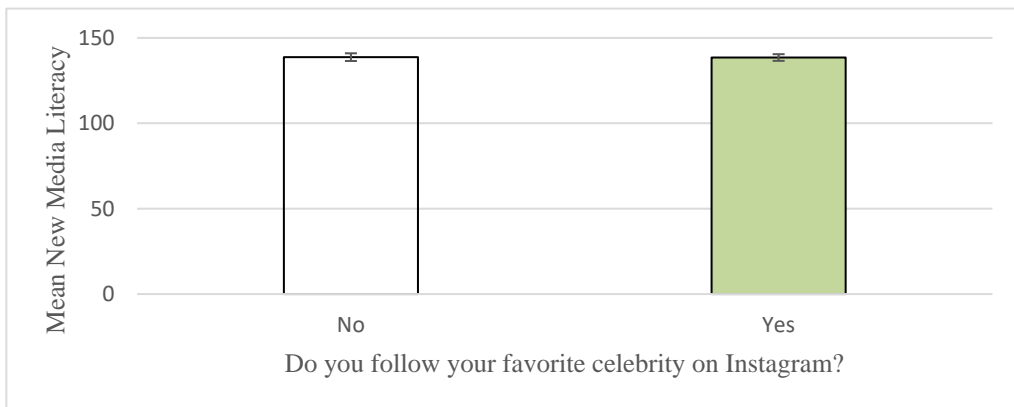 Mean New Media Literacy
150
100
50
0
No
Yes
Do you follow your favorite celebrity on Instagram?